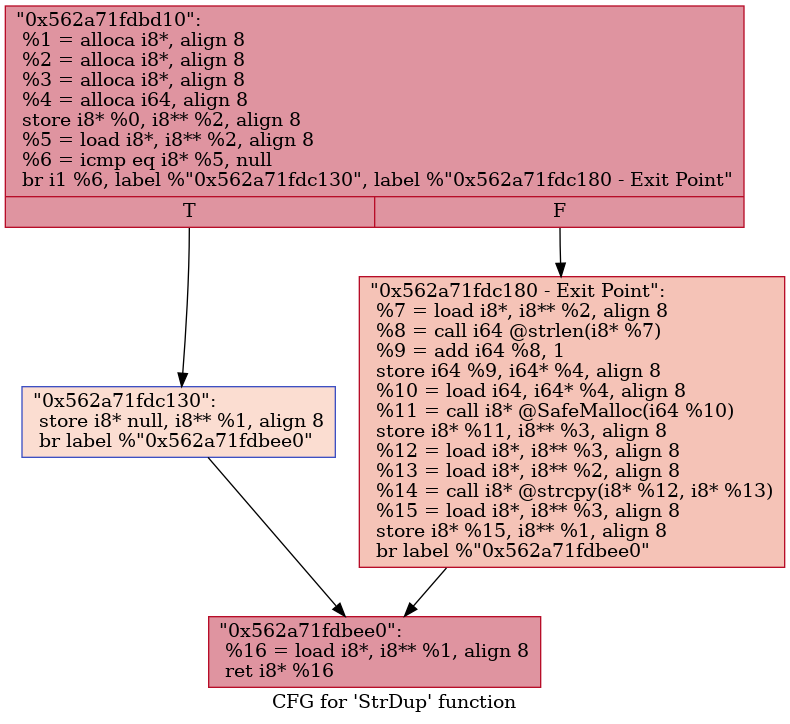 "0x562a71fdbd10":
%1 = alloca i8*, align 8
%2 = alloca i8*, align 8
%3 = alloca i8*, align 8
%4 = alloca i64, align 8
store i8* %0, i8** %2, align 8
%5 = load i8*, i8** %2, align 8
%6 = icmp eq i8* %5, null
br i1 %6, label %"0x562a71fdc130", label %"0x562a71fdc180 - Exit Point"
T F
"0x562a71fdc180 - Exit Point":
%7 = load i8*, i8** %2, align 8
%8 = call i64 @strlen(i8* %7)
%9 = add i64 %8, 1
store i64 %9, i64* %4, align 8
%10 = load i64, i64* %4, align 8
%11 = call i8* @SafeMalloc(i64 %10)
store i8* %11, i8** %3, align 8
%12 = load i8*, i8** %3, align 8
%13 = load i8*, i8** %2, align 8
%14 = call i8* @strcpy(i8* %12, i8* %13)
%15 = load i8*, i8** %3, align 8
store i8* %15, i8** %1, align 8
br label %"0x562a71fdbee0"
"0x562a71fdc130":
store i8* null, i8** %1, align 8
br label %"0x562a71fdbee0"
"0x562a71fdbee0":
%16 = load i8*, i8** %1, align 8
ret i8* %16
CFG for 'StrDup' function